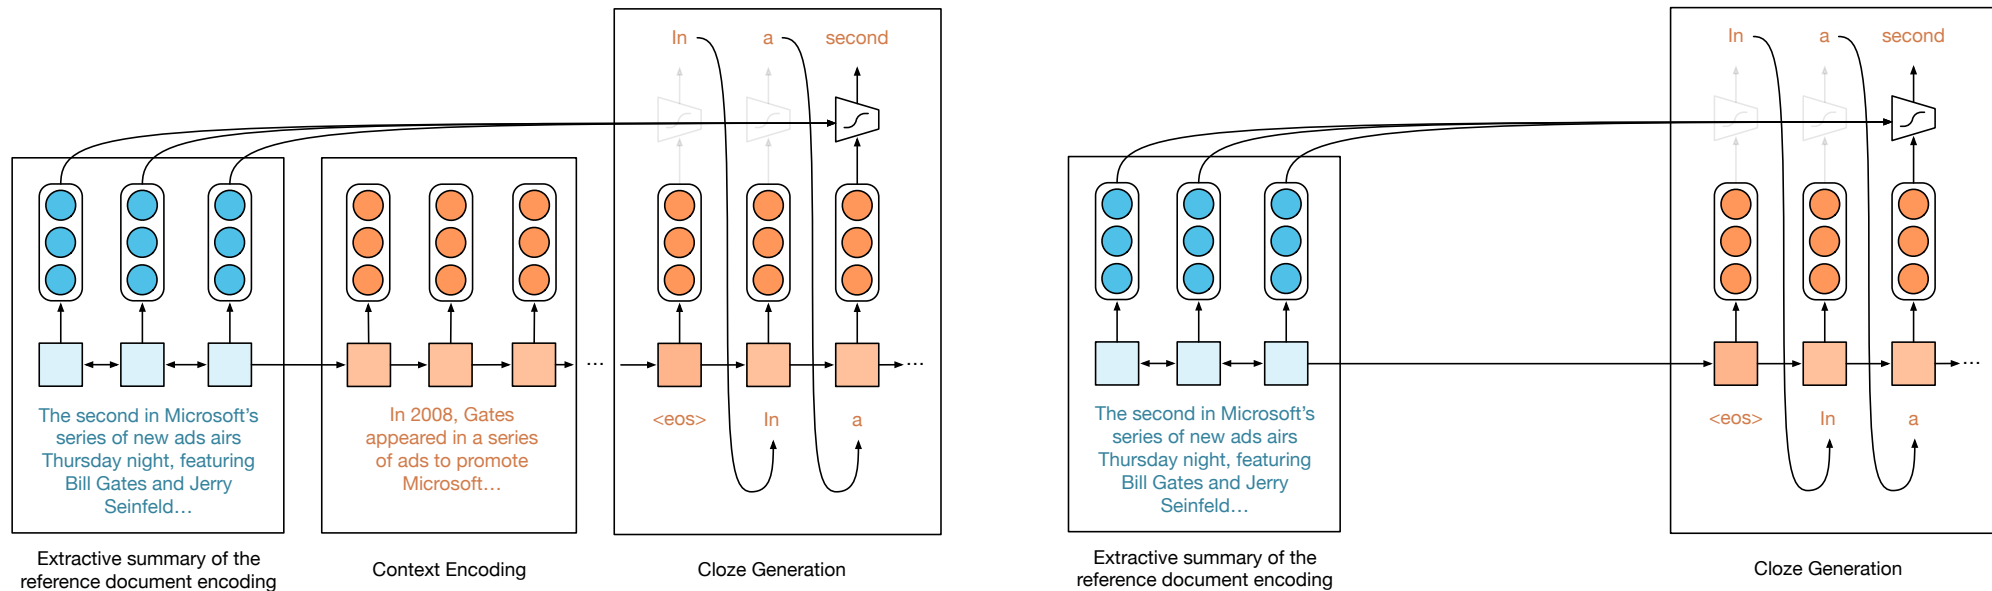 In a second
The second in Microsoft's
series of new ads airs
Thursday night, featuring
Bill Gates and Jerry
Seinfeld…
Extractive summary of the
reference document encoding
In 2008, Gates
appeared in a series
of ads to promote
Microsoft…
Context Encoding
...
<eos> In a
...
Cloze Generation
In a second
The second in Microsoft's
series of new ads airs
Thursday night, featuring
Bill Gates and Jerry
Seinfeld…
Extractive summary of the
reference document encoding
<eos> In a
...
Cloze Generation